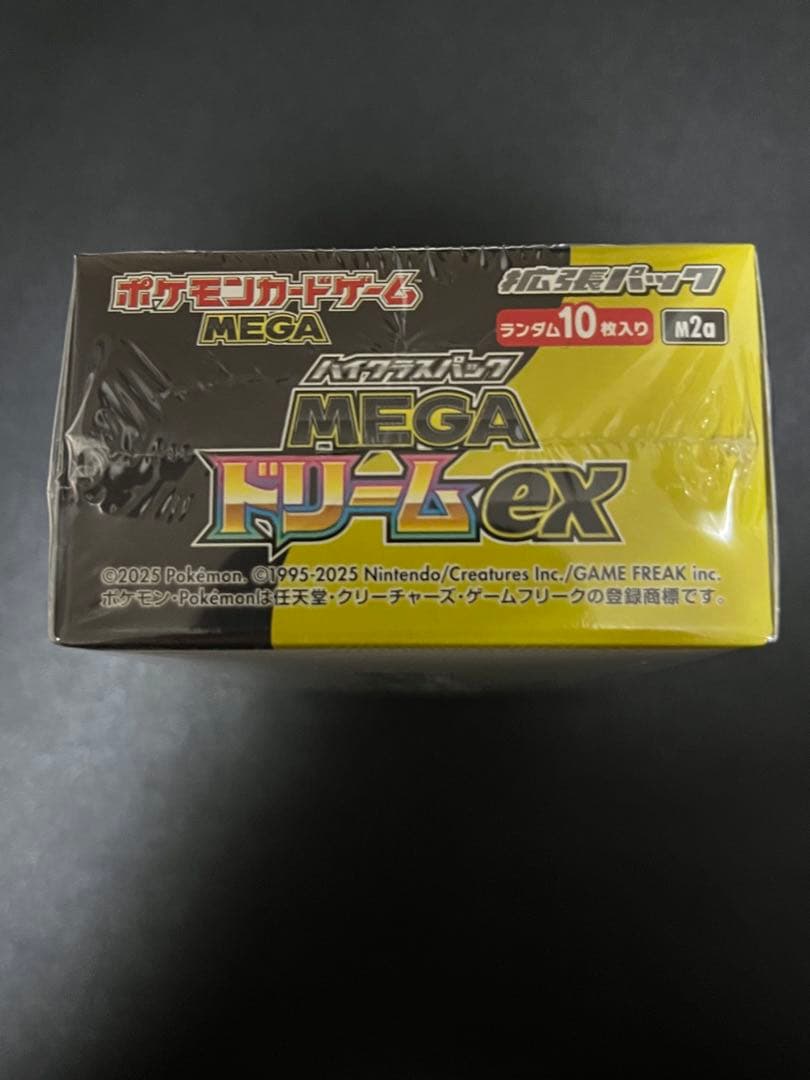 ポケモンカードゲーム
MEGA
拡張パック
ランダム10枚入り
M2a
ハイクラスパック
MEGA
ドリームex
©2025 Pokémon. ©1995-2025 Nintendo/Creatures Inc./GAME FREAK inc.
ポケモン・Pokémonは任天堂・クリーチャーズ・ゲームフリークの登録商標です。